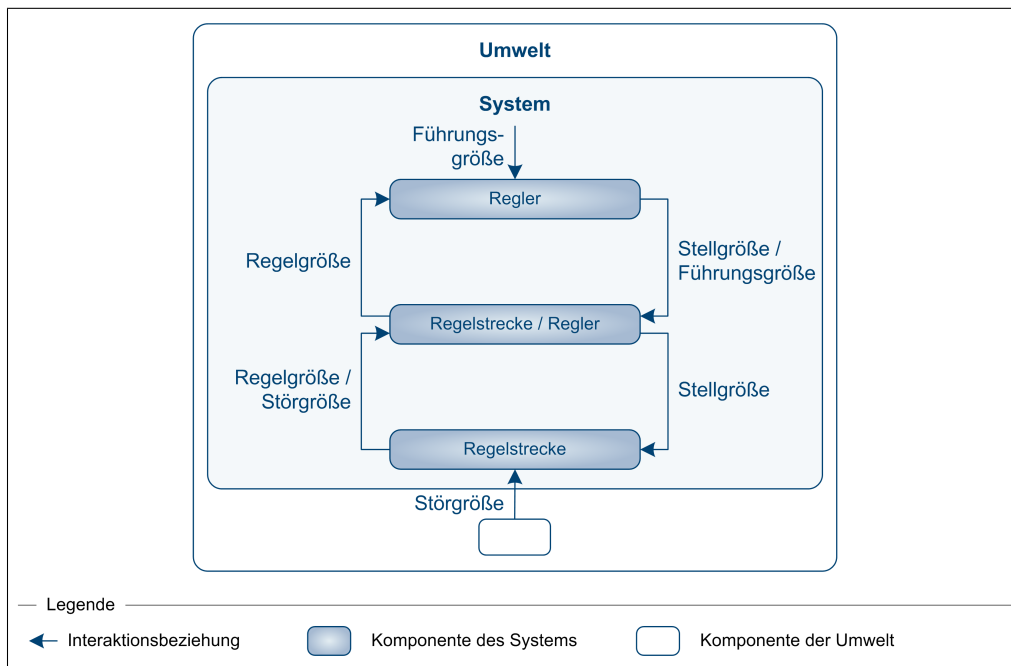 Umwelt
System
Führungs-
größe
Regler
Regelgröße
Stellgröße /
Führungsgröße
Regelstrecke / Regler
Regelgröße /
Störgröße
Stellgröße
Regelstrecke
Störgröße
Legende
Interaktionsbeziehung
Komponente des Systems
Komponente der Umwelt